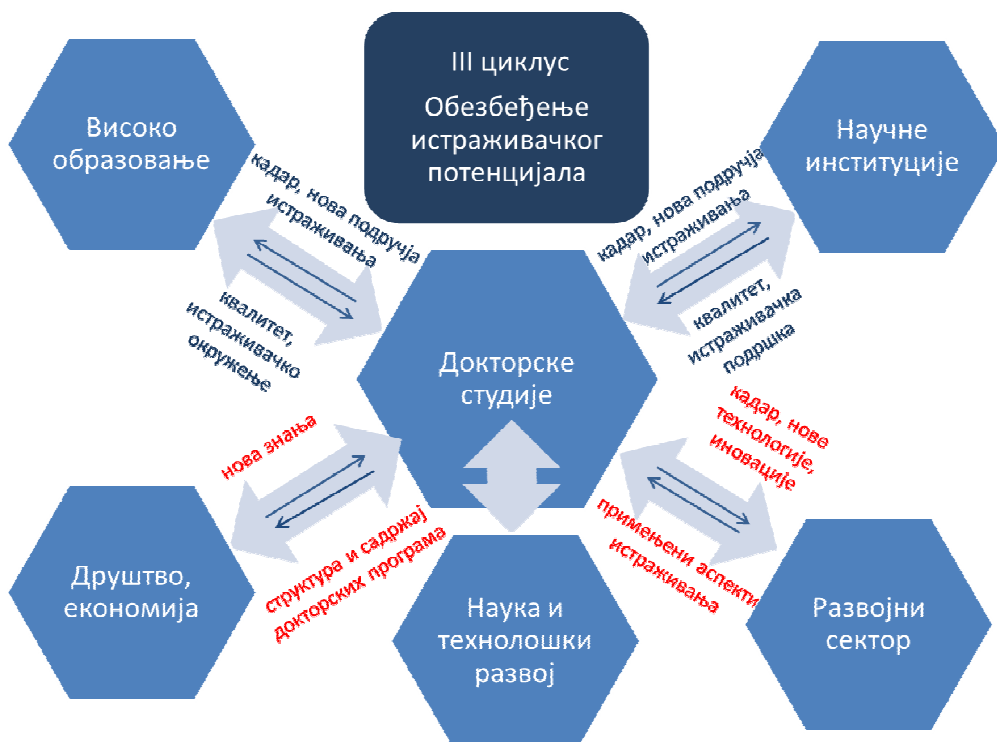 III циклус
Обезбеђење
истраживачког
потенцијала
Високо
образовање
Научне
институције
кадар, нова подручја
истраживања
квалитет,
истраживачко
окружење
кадар, нова подручја
истраживања
квалитет,
истраживачка
подршка
Докторске
студије
нова знања
структура и садржај
докторских програма
кадар, нове
технологије,
иновације
примењени аспекти
истраживања
Друштво,
економија
Наука и
технолошки
развој
Развојни
сектор